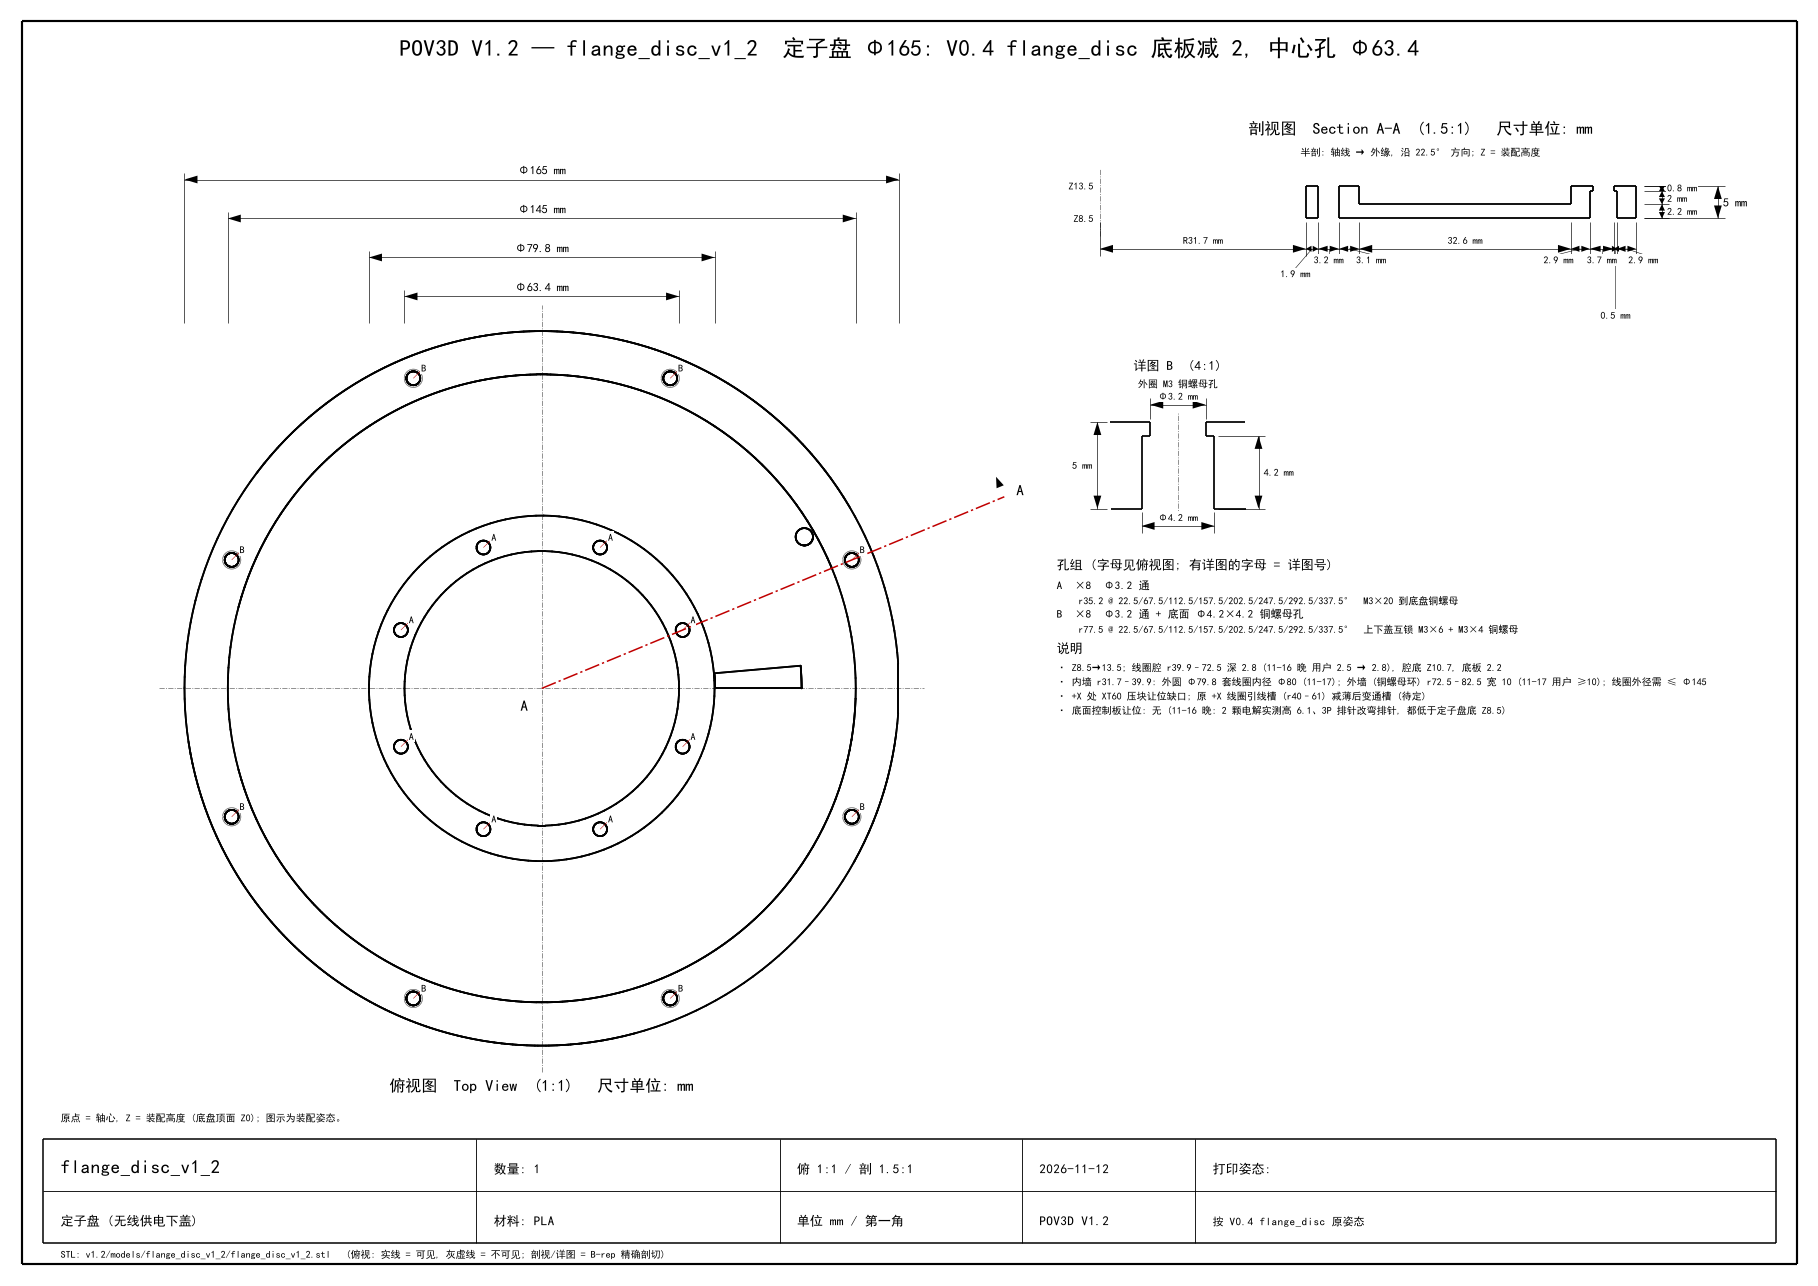 POV3D V1.2 — flange_disc_v1_2  定子盘 Φ165: V0.4 flange_disc 底板减 2, 中心孔 Φ63.4
剖视图  Section A-A  (1.5:1)  尺寸单位: mm
半剖: 轴线 → 外缘, 沿 22.5° 方向; Z = 装配高度
Z13.5
Z8.5
0.8 mm
2 mm
2.2 mm
5 mm
R31.7 mm
32.6 mm
1.9 mm
3.2 mm
3.1 mm
2.9 mm
3.7 mm
2.9 mm
0.5 mm
Φ165 mm
Φ145 mm
Φ79.8 mm
Φ63.4 mm
B
B
B
B
B
B
B
B
A
A
A
A
A
A
A
A
A
A
详图 B  (4:1)
外圈 M3 铜螺母孔
Φ3.2 mm
5 mm
4.2 mm
Φ4.2 mm
孔组 (字母见俯视图; 有详图的字母 = 详图号)
A  ×8  Φ3.2 通
r35.2 @ 22.5/67.5/112.5/157.5/202.5/247.5/292.5/337.5°  M3×20 到底盘铜螺母
B  ×8  Φ3.2 通 + 底面 Φ4.2×4.2 铜螺母孔
r77.5 @ 22.5/67.5/112.5/157.5/202.5/247.5/292.5/337.5°  上下盖互锁 M3×6 + M3×4 铜螺母
说明
· Z8.5→13.5; 线圈腔 r39.9–72.5 深 2.8 (11-16 晚 用户 2.5 → 2.8), 腔底 Z10.7, 底板 2.2
· 内墙 r31.7–39.9: 外圆 Φ79.8 套线圈内径 Φ80 (11-17); 外墙 (铜螺母环) r72.5–82.5 宽 10 (11-17 用户 ≥10); 线圈外径需 ≤ Φ145
· +X 处 XT60 压块让位缺口; 原 +X 线圈引线槽 (r40–61) 减薄后变通槽 (待定)
· 底面控制板让位: 无 (11-16 晚: 2 颗电解实测高 6.1、3P 排针改弯排针, 都低于定子盘底 Z8.5)
俯视图  Top View  (1:1)  尺寸单位: mm
原点 = 轴心, Z = 装配高度 (底盘顶面 Z0); 图示为装配姿态。
flange_disc_v1_2
数量: 1
俯 1:1 / 剖 1.5:1
2026-11-12
打印姿态:
定子盘 (无线供电下盖)
材料: PLA
单位 mm / 第一角
POV3D V1.2
按 V0.4 flange_disc 原姿态
STL: v1.2/models/flange_disc_v1_2/flange_disc_v1_2.stl  (俯视: 实线 = 可见, 灰虚线 = 不可见; 剖视/详图 = B-rep 精确剖切)